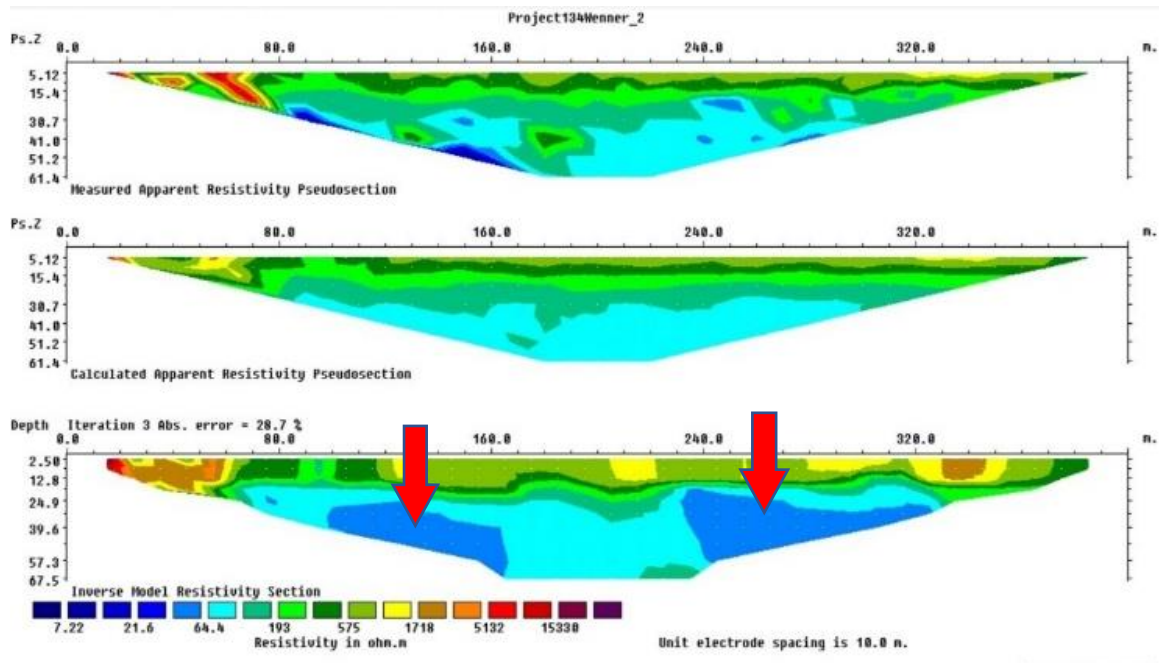 Project134Wenner_2
Ps.Z 0.0 80.0 160.0 240.0 320.0 m.
5.12
15.4
30.7
41.0
51.2
61.4
Measured Apparent Resistivity Pseudosection
Ps.Z 0.0 80.0 160.0 240.0 320.0 m.
5.12
15.4
30.7
41.0
51.2
61.4
Calculated Apparent Resistivity Pseudosection
Depth Iteration 3 Abs. error = 28.7 %
0.0 80.0 160.0 240.0 320.0 m.
2.50
12.8
24.9
39.6
57.3
67.5
Inverse Model Resistivity Section
7.22 21.6 64.4 193 575 1718 5132 15330
Resistivity in ohm.m Unit electrode spacing is 10.0 m.